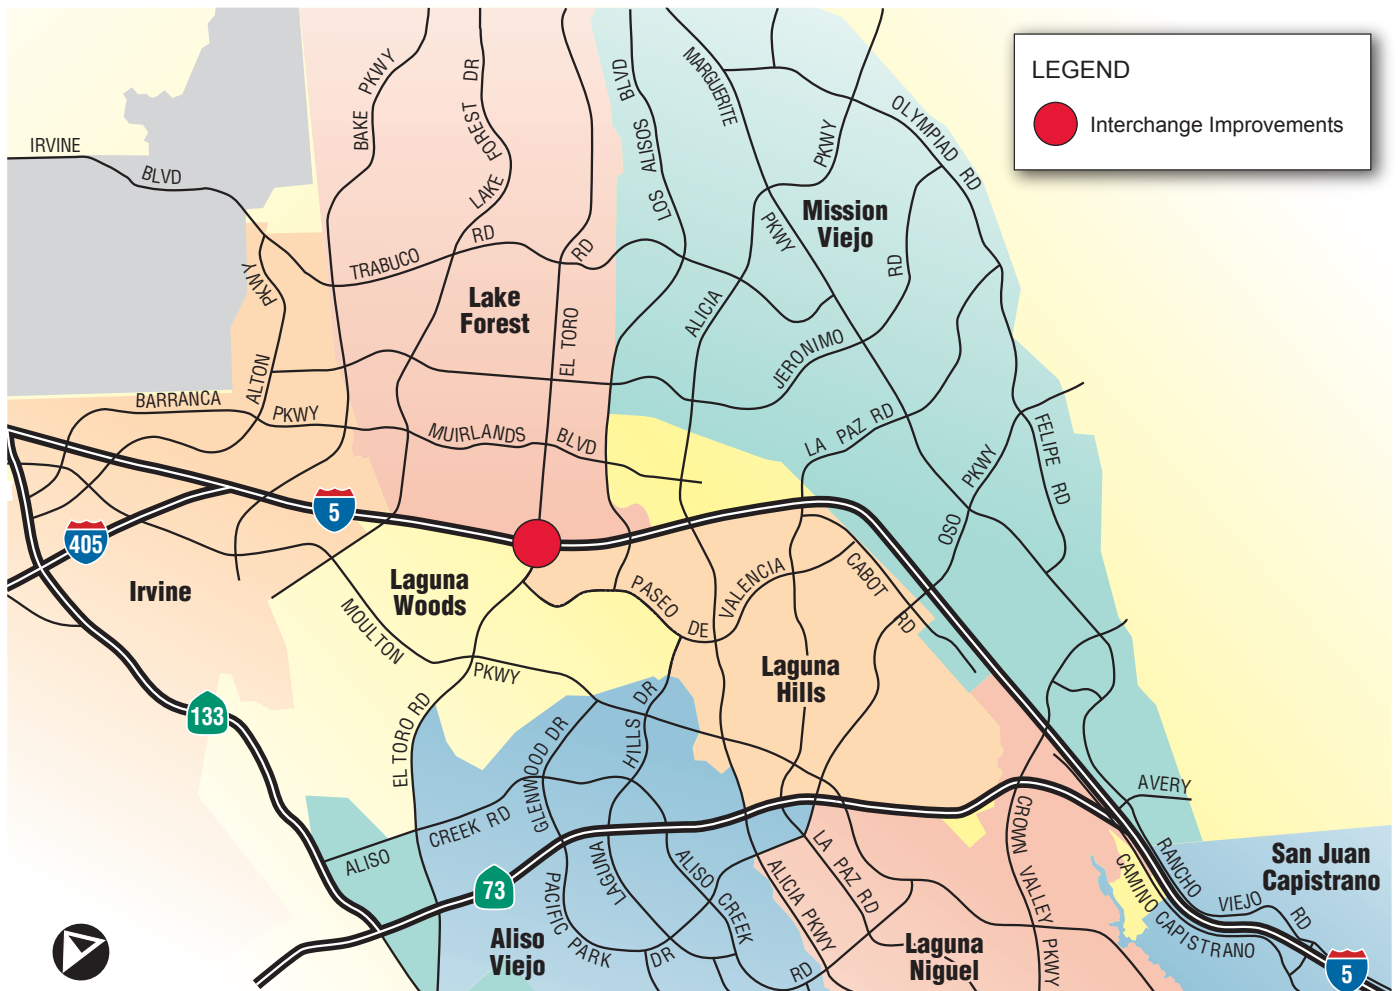 LEGEND
Interchange Improvements
IRVINE
BLVD
BAKE PKWY
LAKE FOREST DR
LOS ALISOS BLVD
MARGUERITE
PKWY
OLYMPIAD RD
PKWY
Mission
Viejo
TRABUCO
RD
RD
RD
PKWY
Lake
Forest
EL TORO
ALICIA
JERONIMO
ALTON
BARRANCA
PKWY
MUIRLANDS
BLVD
LA PAZ RD
FELIPE RD
OSO PKWY
5
405
Irvine
Laguna
Woods
PASEO
DE
VALENCIA
CABOT
RD
MOULTON
PKWY
Laguna
Hills
133
EL TORO RD
GLENWOOD DR
HILLS DR
AVERY
ALISO
CREEK RD
LAGUNA
ALISO CREEK
RD
CROWN VALLEY PKWY
LA PAZ RD
ALICIA PKWY
73
PACIFIC PARK
DR
CAMINO CAPISTRANO
RANCHO
VIEJO
RD
San Juan
Capistrano
Aliso
Viejo
Laguna
Niguel
5